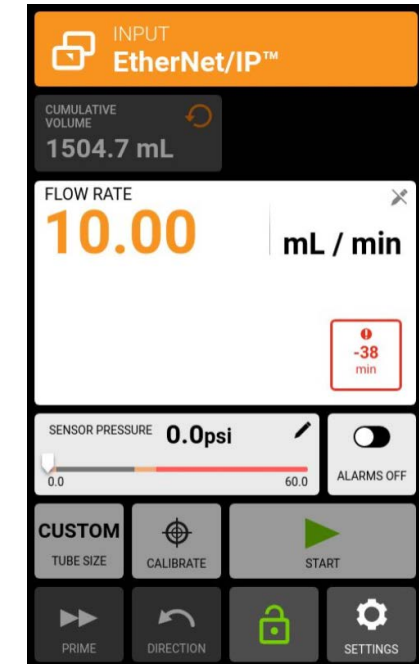 INPUT
EtherNet/IP™
CUMULATIVE
VOLUME
1504.7 mL
FLOW RATE
10.00 mL / min
-38
min
SENSOR PRESSURE 0.0psi
0.0 60.0
ALARMS OFF
CUSTOM
TUBE SIZE
CALIBRATE
START
PRIME
DIRECTION
SETTINGS